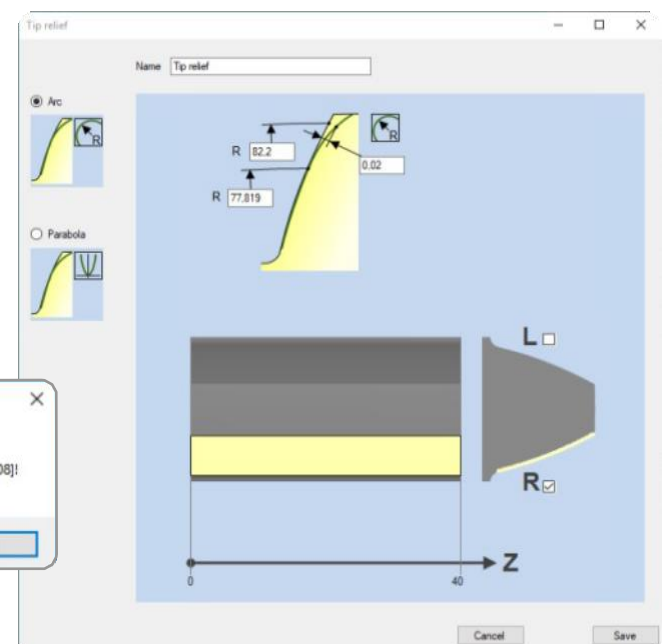 Tip relief
Name Tip relief
Arc
R
R 82.2
R
0.02
R 77,819
Parabola
L
08]!
R
Z
0
40
Cancel
Save